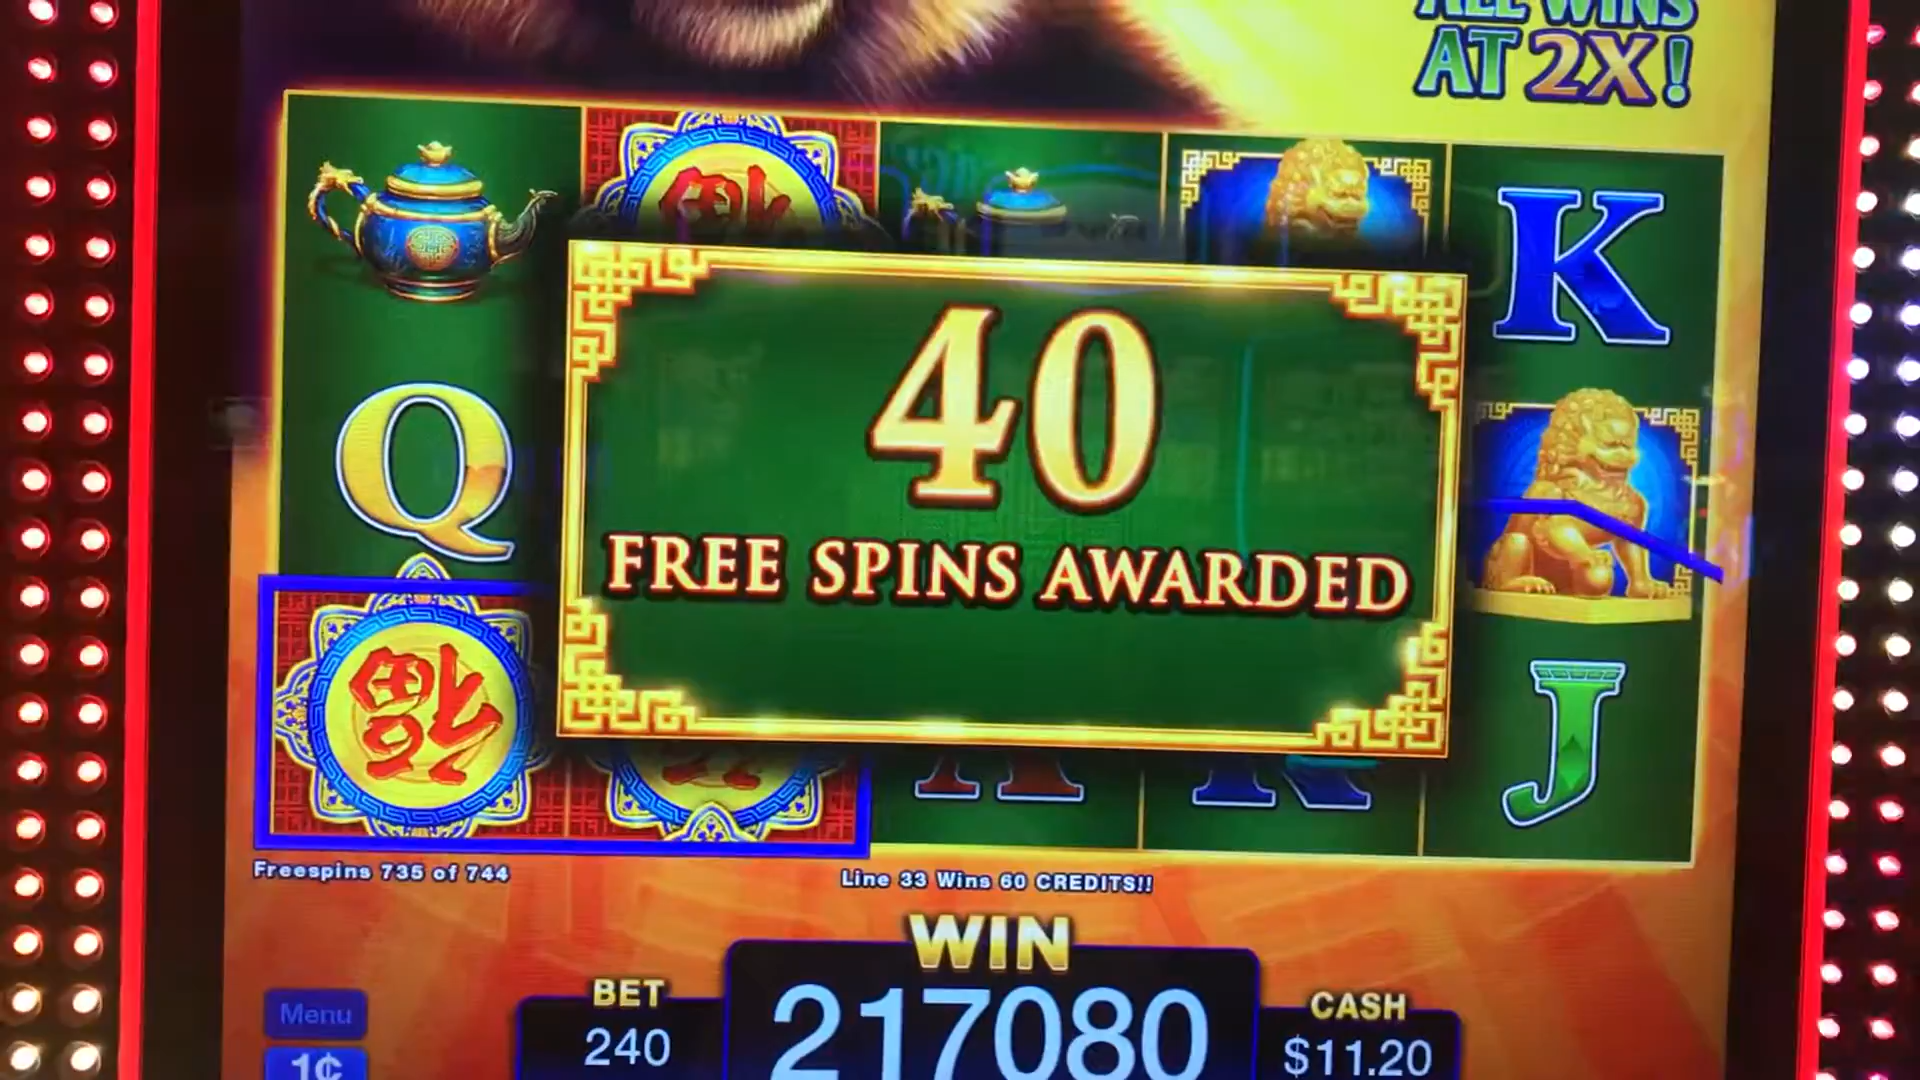 ALL WINS
AT 2X!
K
40
FREE SPINS AWARDED
Q
福
J
Freespins 735 of 744
Line 33 Wins 60 CREDITS!!
WIN
217080
BET
240
CASH
$11.20
Menu
1¢